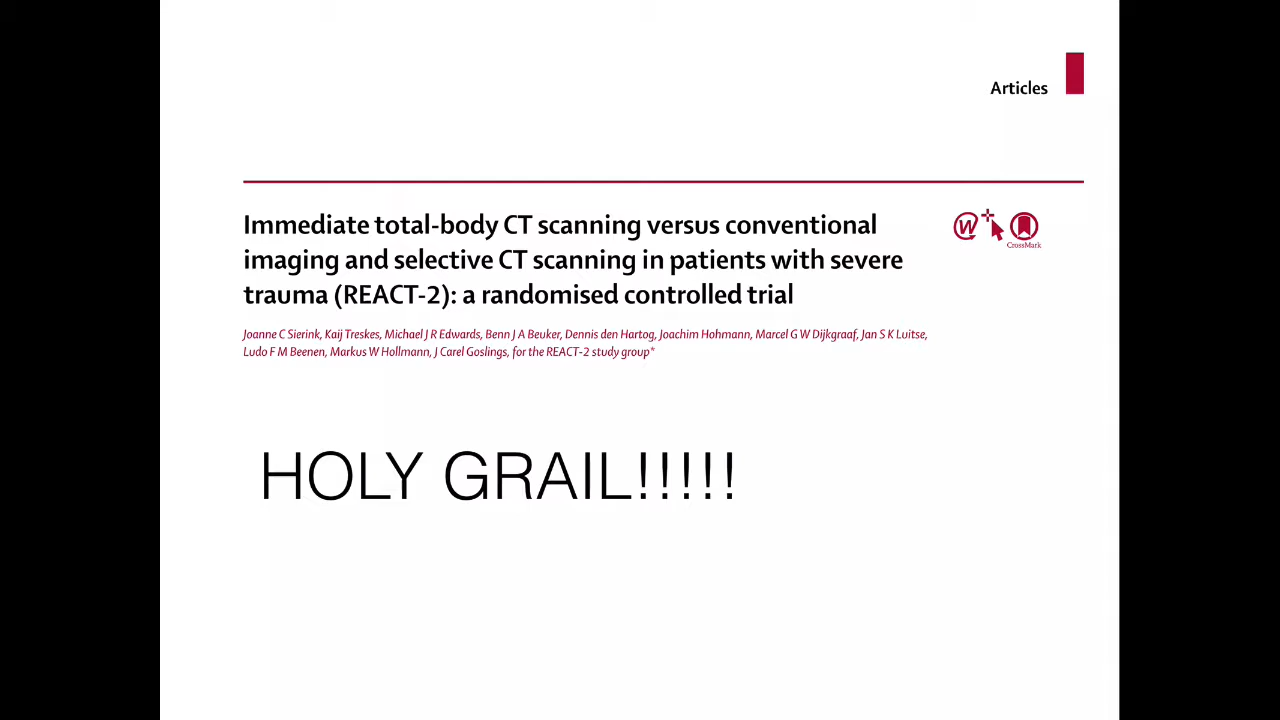 Articles
Immediate total-body CT scanning versus conventional
imaging and selective CT scanning in patients with severe
trauma (REACT-2): a randomised controlled trial
W
CrossMark
Joanne C Sierink, Kaij Treskes, Michael J R Edwards, Benn J A Beuker, Dennis den Hartog, Joachim Hohmann, Marcel G W Dijkgraaf, Jan S K Luitse,
Ludo F M Beenen, Markus W Hollmann, J Carel Goslings, for the REACT-2 study group*
HOLY GRAIL!!!!!